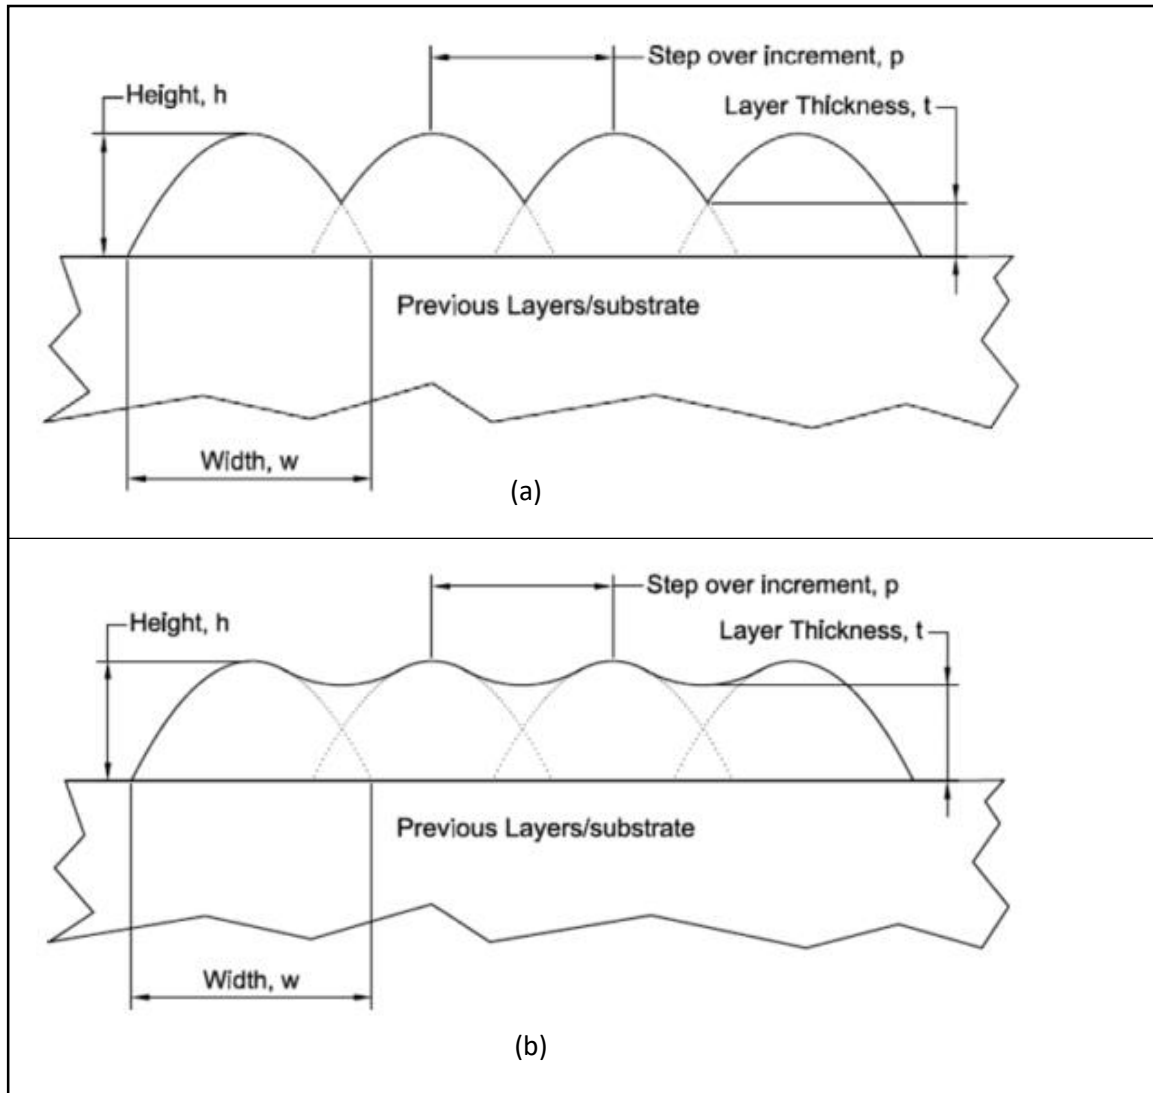 Step over increment, p
Height, h
Layer Thickness, t
Previous Layers/substrate
Width, w
(a)
Step over increment, p
Height, h
Layer Thickness, t
Previous Layers/substrate
Width, w
(b)